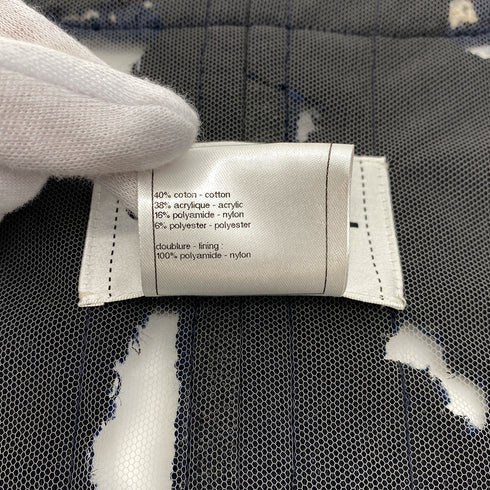 40% coton - cotton
38% acrylique - acrylic
16% polyamide - nylon
6% polyester - polyester
doublure - lining :
100% polyamide - nylon